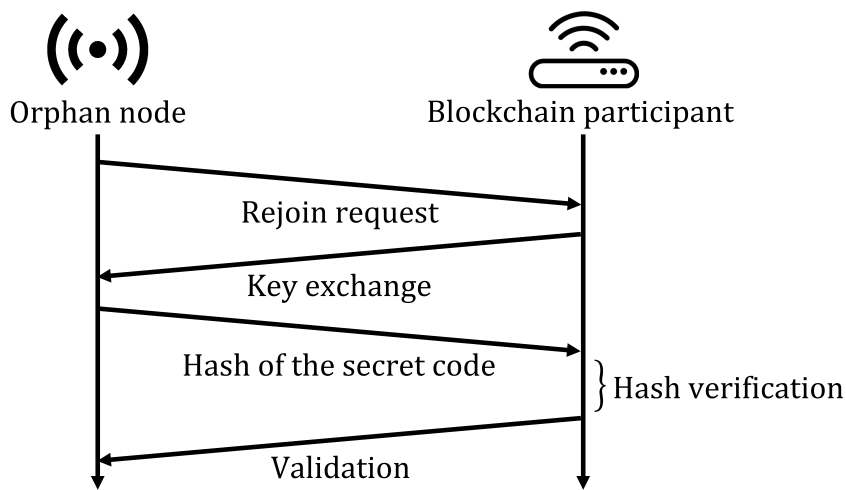 Orphan node
Blockchain participant
Rejoin request
Key exchange
Hash of the secret code
Hash verification
Validation